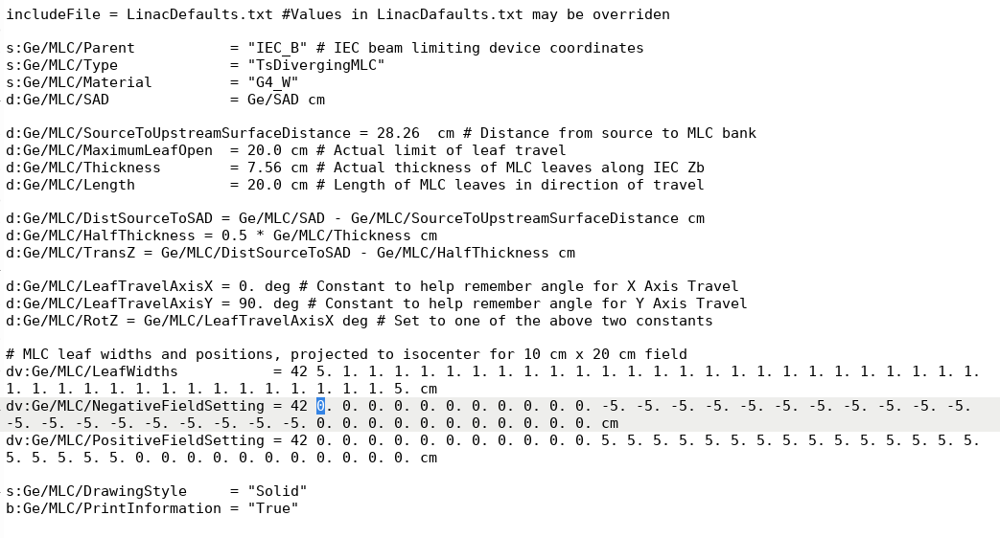 includeFile = LinacDefaults.txt #Values in LinacDafaults.txt may be overriden
s:Ge/MLC/Parent = "IEC_B" # IEC beam limiting device coordinates
s:Ge/MLC/Type = "TsDivergingMLC"
s:Ge/MLC/Material = "G4_W"
d:Ge/MLC/SAD = Ge/SAD cm
d:Ge/MLC/SourceToUpstreamSurfaceDistance = 28.26 cm # Distance from source to MLC bank
d:Ge/MLC/MaximumLeafOpen = 20.0 cm # Actual limit of leaf travel
d:Ge/MLC/Thickness = 7.56 cm # Actual thickness of MLC leaves along IEC Zb
d:Ge/MLC/Length = 20.0 cm # Length of MLC leaves in direction of travel
d:Ge/MLC/DistSourceToSAD = Ge/MLC/SAD - Ge/MLC/SourceToUpstreamSurfaceDistance cm
d:Ge/MLC/HalfThickness = 0.5 * Ge/MLC/Thickness cm
d:Ge/MLC/TransZ = Ge/MLC/DistSourceToSAD - Ge/MLC/HalfThickness cm
d:Ge/MLC/LeafTravelAxisX = 0. deg # Constant to help remember angle for X Axis Travel
d:Ge/MLC/LeafTravelAxisY = 90. deg # Constant to help remember angle for Y Axis Travel
d:Ge/MLC/RotZ = Ge/MLC/LeafTravelAxisX deg # Set to one of the above two constants
# MLC leaf widths and positions, projected to isocenter for 10 cm x 20 cm field
dv:Ge/MLC/LeafWidths = 42 5. 1. 1. 1. 1. 1. 1. 1. 1. 1. 1. 1. 1. 1. 1. 1. 1. 1. 1. 1. 1. 1. 1. 1. 1. 1.
1. 1. 1. 1. 1. 1. 1. 1. 1. 1. 1. 1. 1. 1. 1. 5. cm
dv:Ge/MLC/NegativeFieldSetting = 42 0. 0. 0. 0. 0. 0. 0. 0. 0. 0. 0. -5. -5. -5. -5. -5. -5. -5. -5. -5. -5. -5.
-5. -5. -5. -5. -5. -5. -5. -5. -5. 0. 0. 0. 0. 0. 0. 0. 0. 0. 0. 0. cm
dv:Ge/MLC/PositiveFieldSetting = 42 0. 0. 0. 0. 0. 0. 0. 0. 0. 0. 0. 5. 5. 5. 5. 5. 5. 5. 5. 5. 5. 5. 5. 5. 5. 5.
5. 5. 5. 5. 5. 0. 0. 0. 0. 0. 0. 0. 0. 0. 0. 0. cm
s:Ge/MLC/DrawingStyle = "Solid"
b:Ge/MLC/PrintInformation = "True"